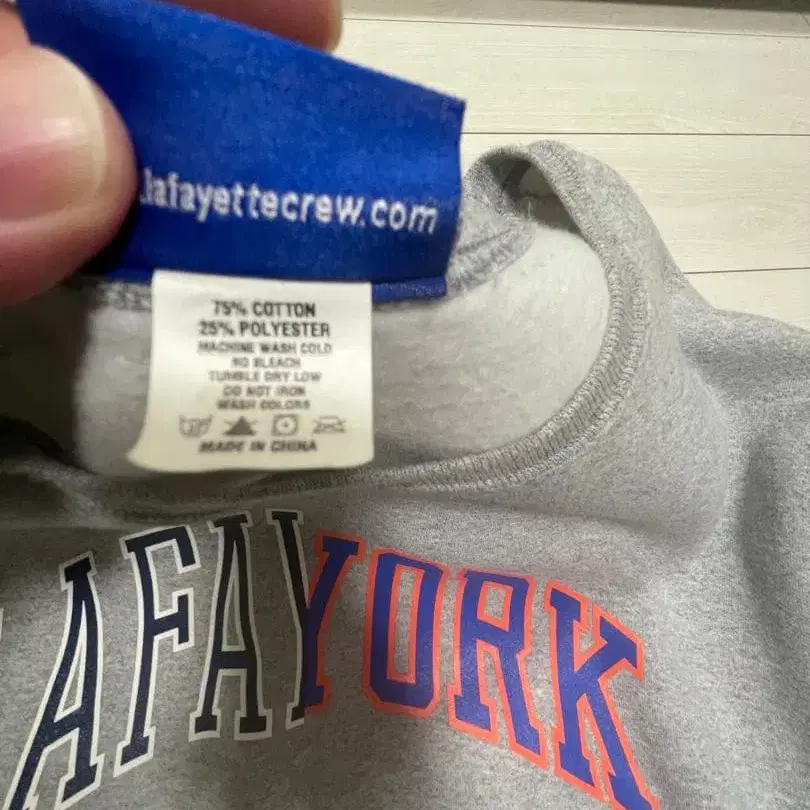 .lafayettecrew.com
75% COTTON
25% POLYESTER
MACHINE WASH COLD
NO BLEACH
TUMBLE DRY LOW
DO NOT IRON
WASH COLORS
MADE IN CHINA
AFAYORK